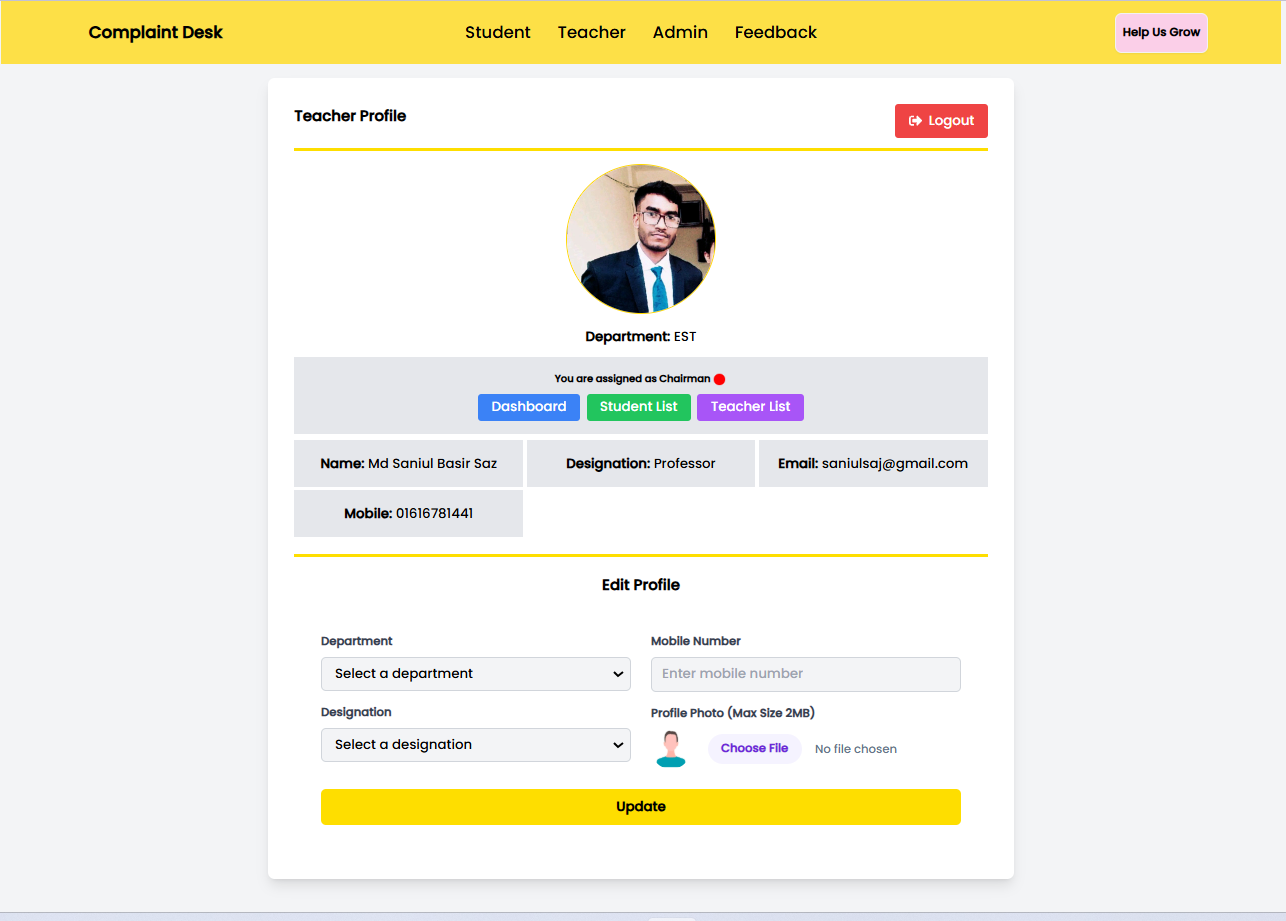 Complaint Desk Student Teacher Admin Feedback Help Us Grow
Teacher Profile Logout
Department: EST
You are assigned as Chairman
Dashboard Student List Teacher List
Name: Md Saniul Basir Saz Designation: Professor Email: saniulsaj@gmail.com
Mobile: 01616781441
Edit Profile
Department Mobile Number
Select a department Enter mobile number
Designation Profile Photo (Max Size 2MB)
Select a designation Choose File No file chosen
Update